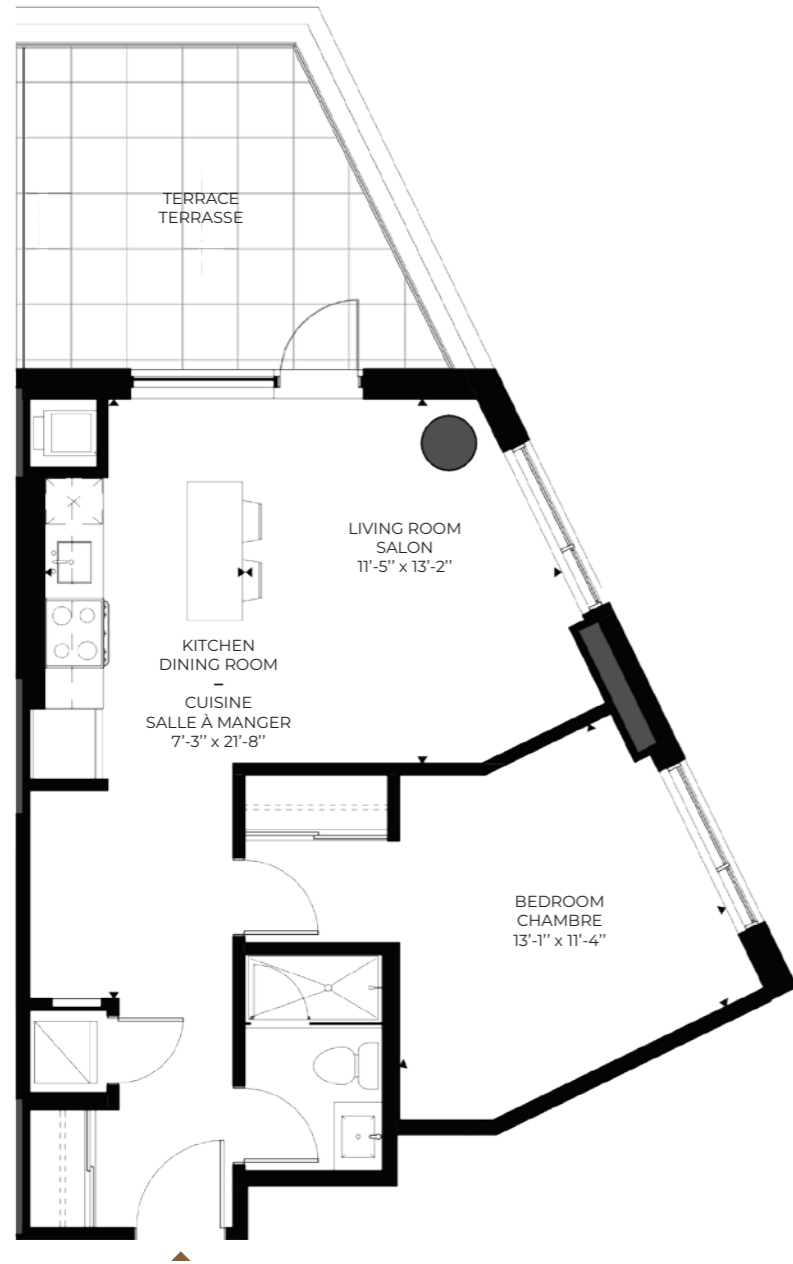 TERRACE
TERRASSE
LIVING ROOM
SALON
11'-5'' x 13'-2''
KITCHEN
DINING ROOM
–
CUISINE
SALLE À MANGER
7'-3'' x 21'-8''
BEDROOM
CHAMBRE
13'-1'' x 11'-4''